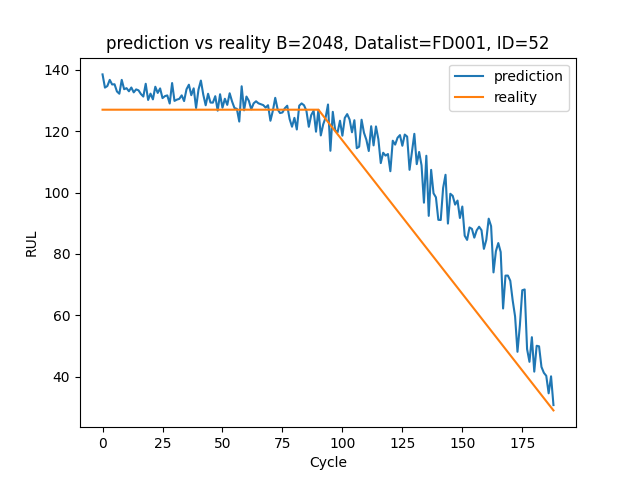 prediction vs reality B=2048, Datalist=FD001, ID=52
prediction
reality
RUL
140
120
100
80
60
40
0 25 50 75 100 125 150 175
Cycle